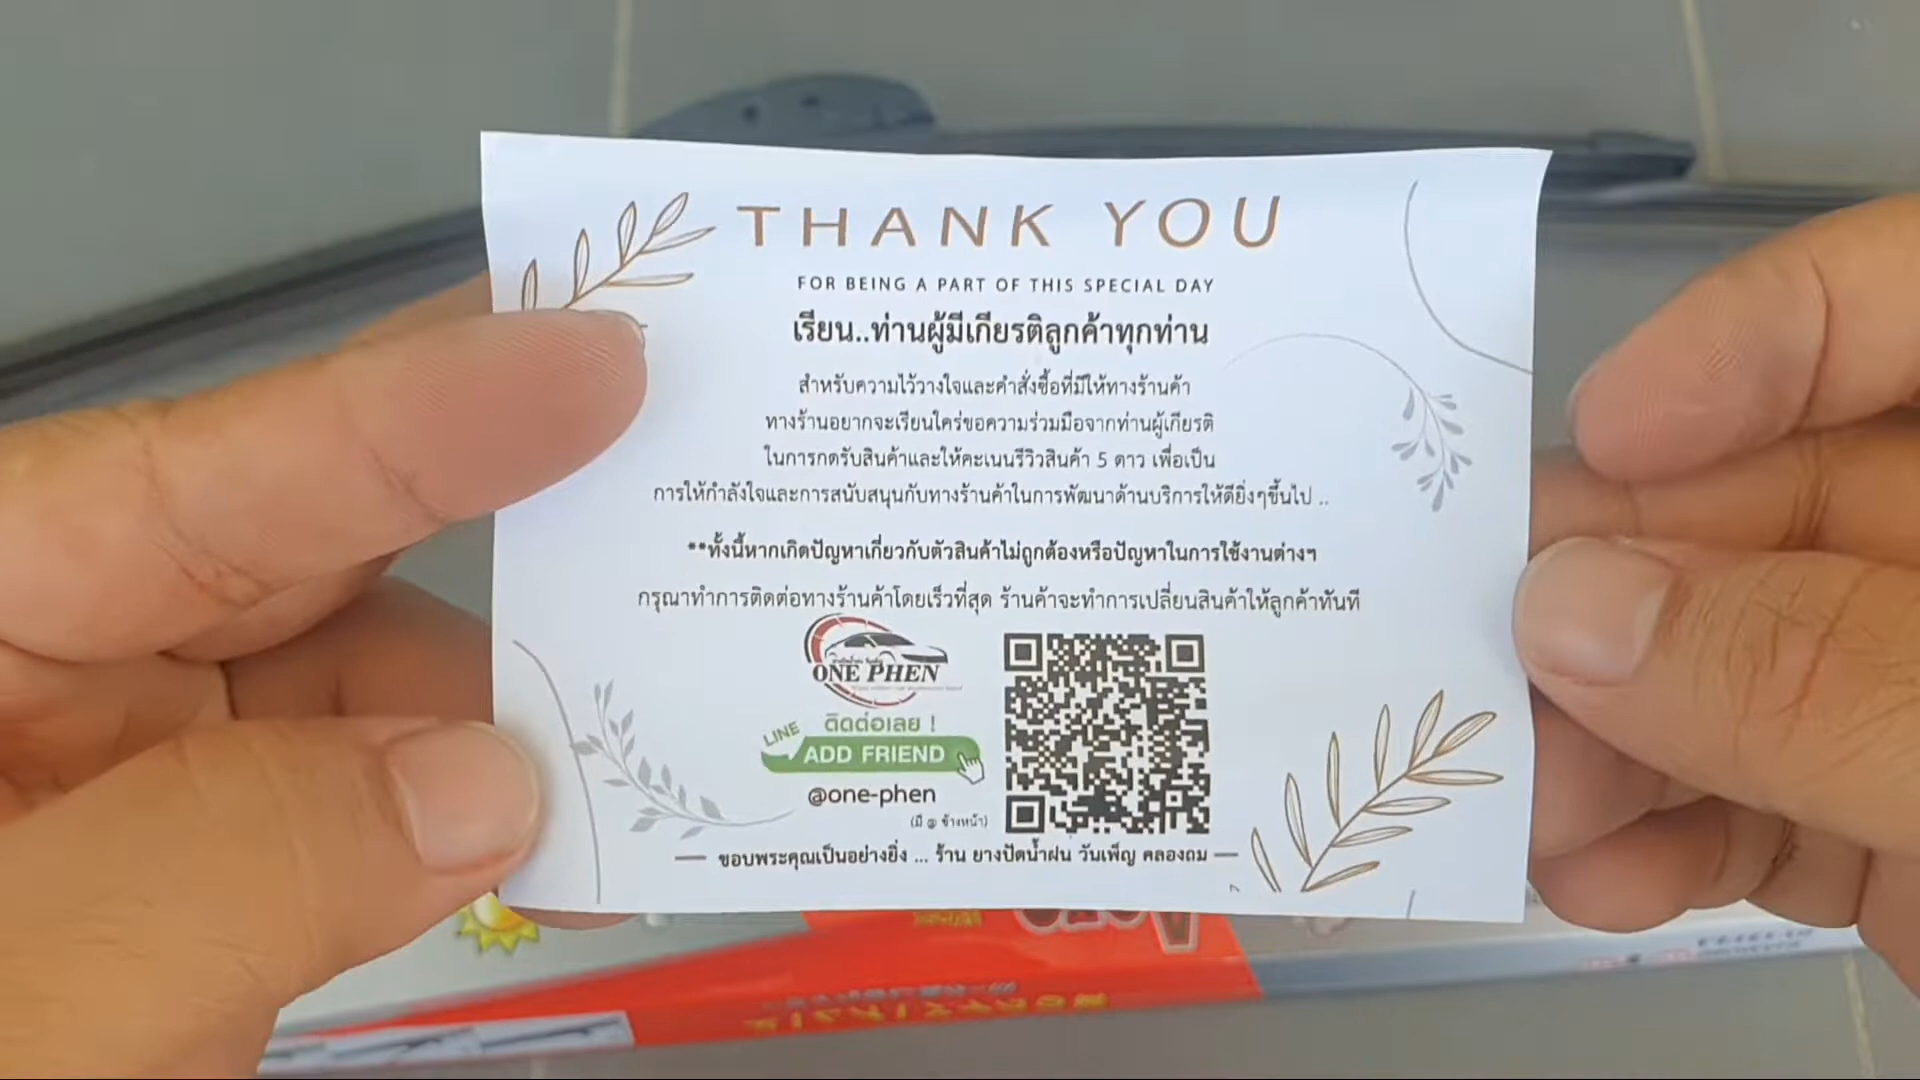 THANK YOU
FOR BEING A PART OF THIS SPECIAL DAY
เรียน..ท่านผู้มีเกียรติลูกค้าทุกท่าน
สำหรับความไว้วางใจและคำสั่งซื้อที่มีให้ทางร้านค้า
ทางร้านอยากจะเรียนใคร่ขอความร่วมมือจากท่านผู้เกียรติ
ในการกดรับสินค้าและให้คะแนนรีวิวสินค้า 5 ดาว เพื่อเป็น
การให้กำลังใจและการสนับสนุนกับทางร้านค้าในการพัฒนาด้านบริการให้ดียิ่งๆขึ้นไป ..
**ทั้งนี้หากเกิดปัญหาเกี่ยวกับตัวสินค้าไม่ถูกต้องหรือปัญหาในการใช้งานต่างๆ
กรุณาทำการติดต่อทางร้านค้าโดยเร็วที่สุด ร้านค้าจะทำการเปลี่ยนสินค้าให้ลูกค้าทันที
ONE PHEN
ติดต่อเลย !
LINE
ADD FRIEND
@one-phen
(มี @ ข้างหน้า)
ขอบพระคุณเป็นอย่างยิ่ง ... ร้าน ยางปัดน้ำฝน วันเพ็ญ คลองถม